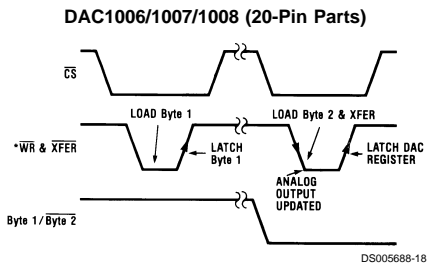 DAC1006/1007/1008 (20-Pin Parts)
CS
LOAD Byte 1
LOAD Byte 2 & XFER
*WR & XFER
LATCH
Byte 1
LATCH DAC
REGISTER
ANALOG
OUTPUT
UPDATED
Byte 1/Byte 2
DS005688-18